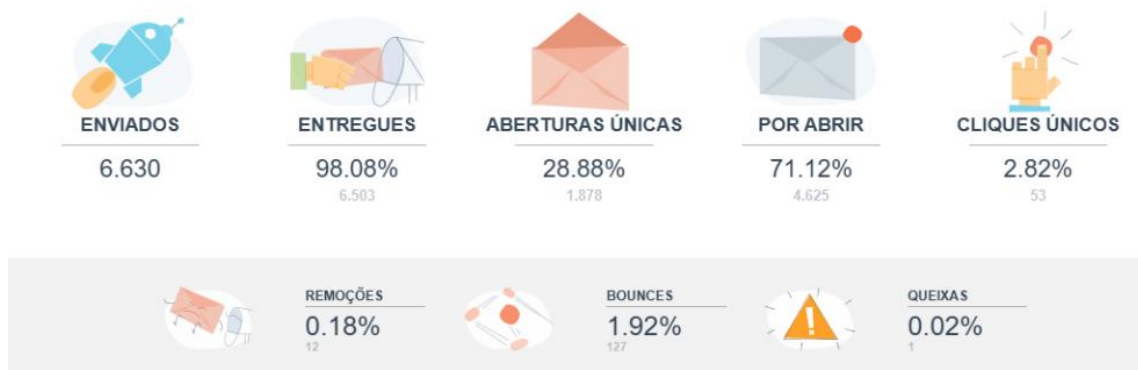 ENVIADOS
6.630
ENTREGUES
98.08%
6.503
ABERTURAS ÚNICAS
28.88%
1.878
POR ABRIR
71.12%
4.625
CLIQUES ÚNICOS
2.82%
53
REMOÇÕES
0.18%
12
BOUNCES
1.92%
127
QUEIXAS
0.02%
1